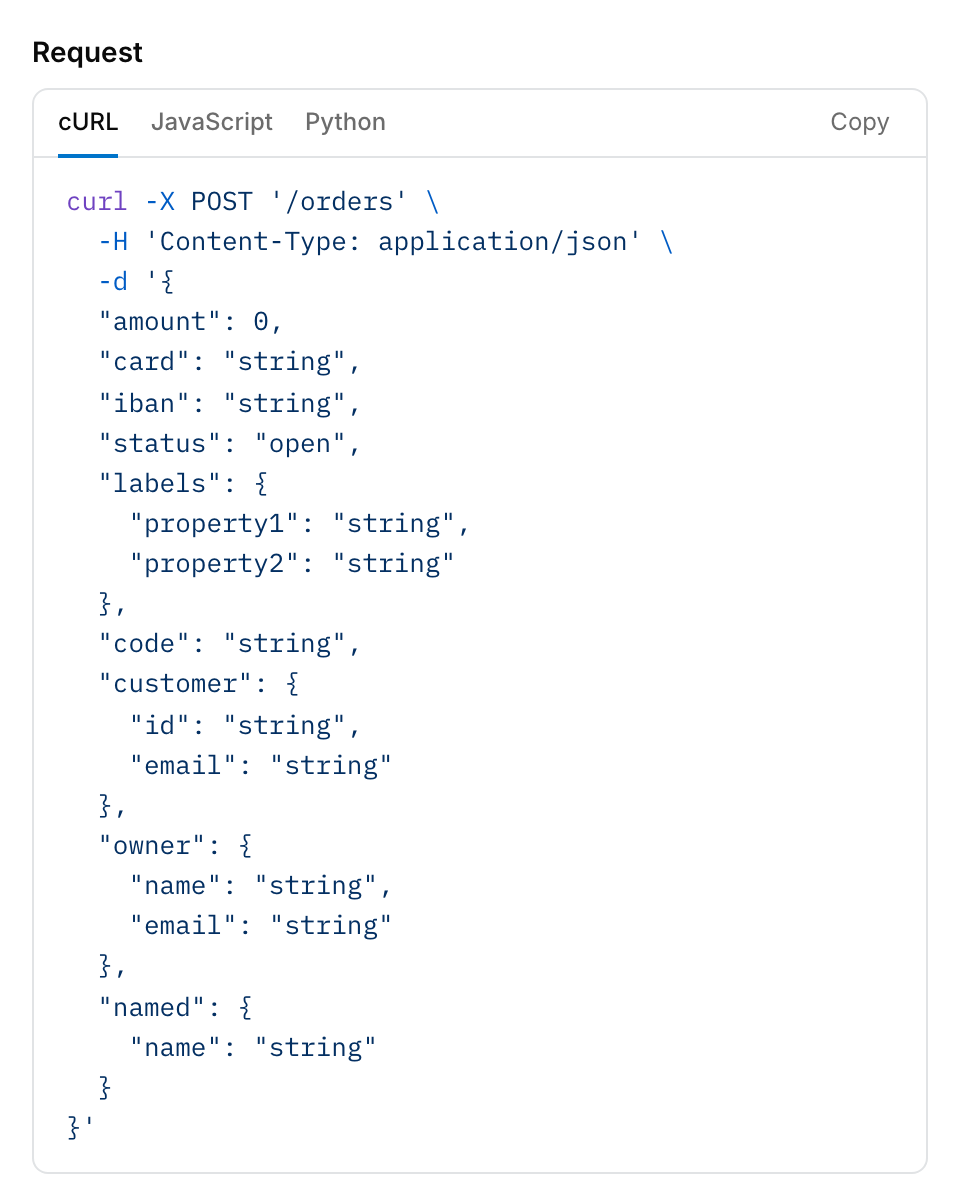 Request
cURL JavaScript Python Copy
curl -X POST '/orders' \
  -H 'Content-Type: application/json' \
  -d '{
  "amount": 0,
  "card": "string",
  "iban": "string",
  "status": "open",
  "labels": {
    "property1": "string",
    "property2": "string"
  },
  "code": "string",
  "customer": {
    "id": "string",
    "email": "string"
  },
  "owner": {
    "name": "string",
    "email": "string"
  },
  "named": {
    "name": "string"
  }
}'